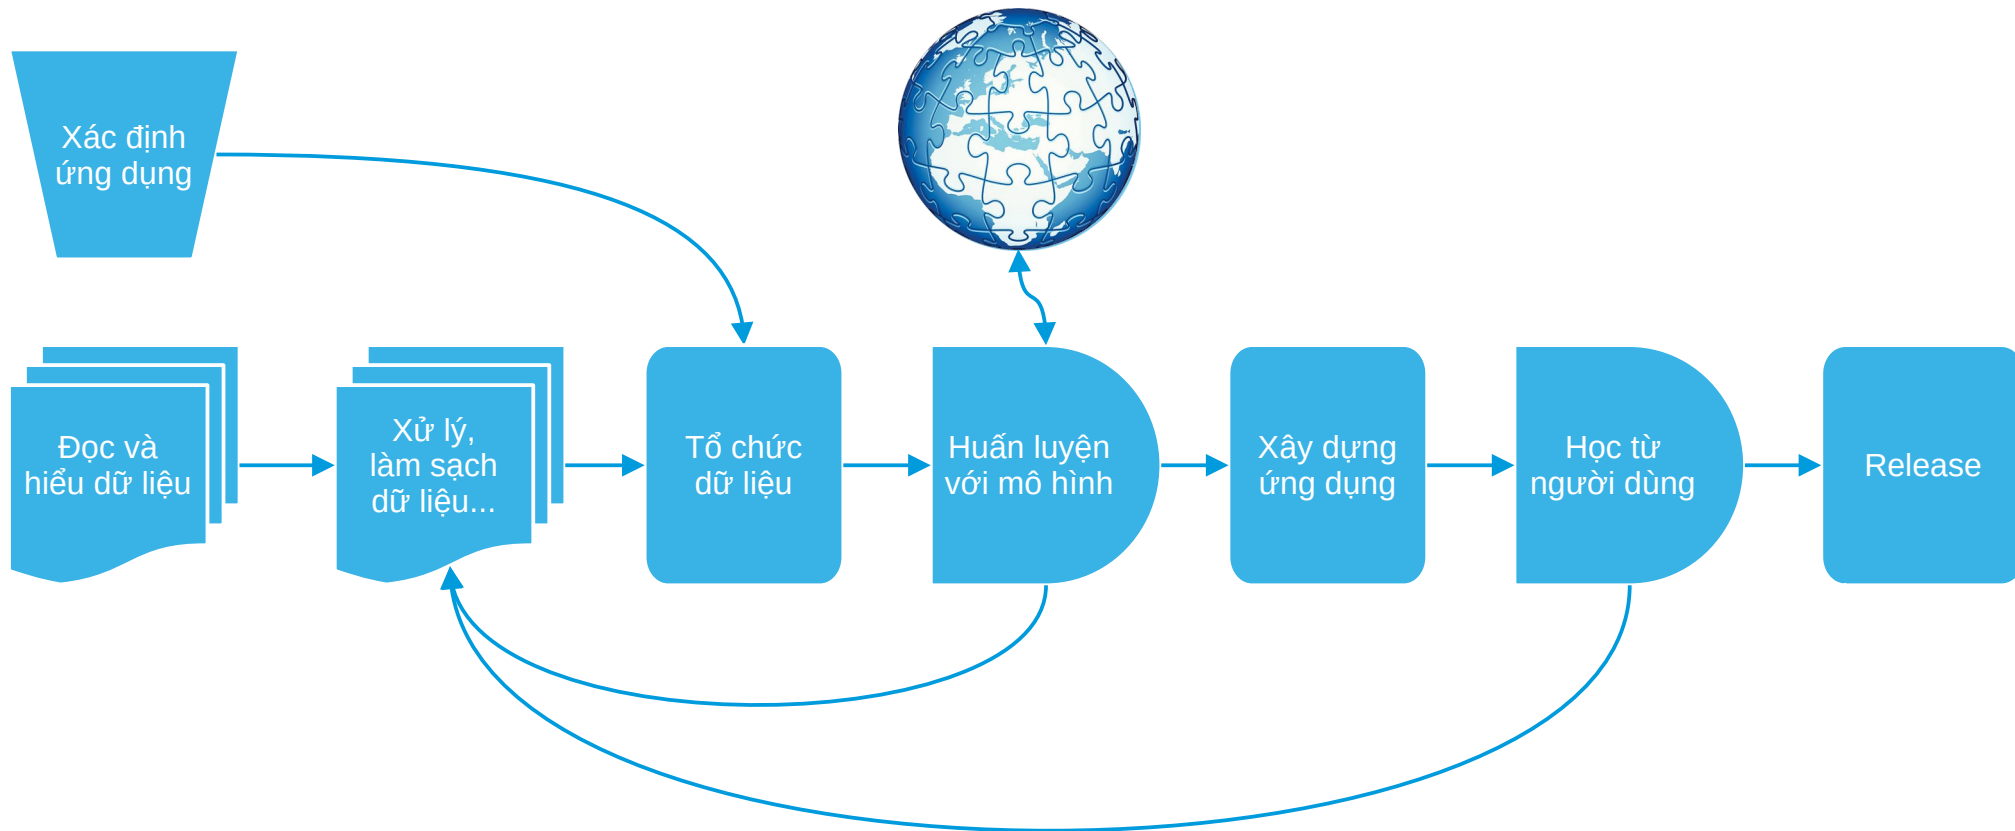 Xác định
ứng dụng
Đọc và
hiểu dữ liệu
Xử lý,
làm sạch
dữ liệu...
Tổ chức
dữ liệu
Huấn luyện
với mô hình
Xây dựng
ứng dụng
Học từ
người dùng
Release